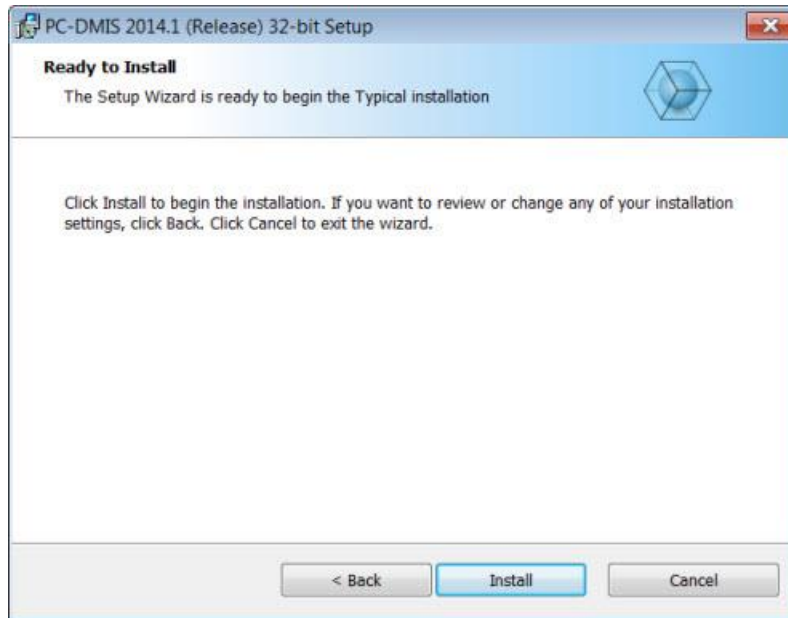 PC-DMIS 2014.1 (Release) 32-bit Setup
Ready to Install
The Setup Wizard is ready to begin the Typical installation
Click Install to begin the installation. If you want to review or change any of your installation
settings, click Back. Click Cancel to exit the wizard.
< Back
Install
Cancel